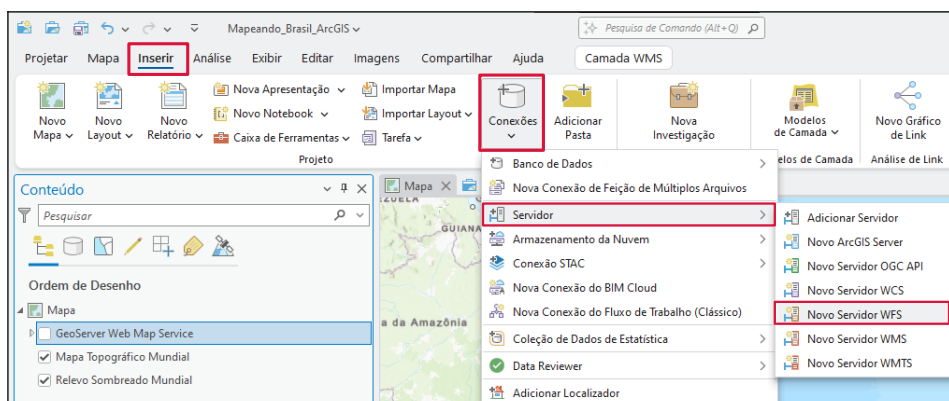 Mapeando_Brasil_ArcGIS
Pesquisa de Comando (Alt+Q)
Projetar Mapa Inserir Análise Exibir Editar Imagens Compartilhar Ajuda Camada WMS
Novo Mapa
Novo Layout
Novo Relatório
Nova Apresentação
Novo Notebook
Caixa de Ferramentas
Importar Mapa
Importar Layout
Tarefa
Conexões
Adicionar Pasta
Nova Investigação
Modelos de Camada
Novo Gráfico de Link
Projeto
elos de Camada
Análise de Link
Conteúdo
Pesquisar
Ordem de Desenho
Mapa
GeoServer Web Map Service
Mapa Topográfico Mundial
Relevo Sombreado Mundial
Mapa
ZUELA
GUIANA
a da Amazônia
Banco de Dados
Nova Conexão de Feição de Múltiplos Arquivos
Servidor
Armazenamento da Nuvem
Conexão STAC
Nova Conexão do BIM Cloud
Nova Conexão do Fluxo de Trabalho (Clássico)
Coleção de Dados de Estatística
Data Reviewer
Adicionar Localizador
Adicionar Servidor
Novo ArcGIS Server
Novo Servidor OGC API
Novo Servidor WCS
Novo Servidor WFS
Novo Servidor WMS
Novo Servidor WMTS